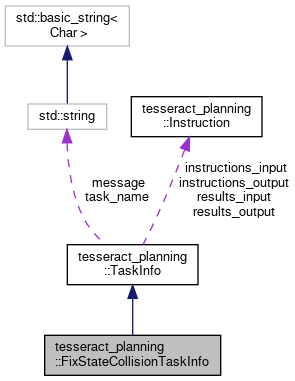 std::basic_string<
Char >
std::string
tesseract_planning
::Instruction
message
task_name
instructions_input
instructions_output
results_input
results_output
tesseract_planning
::TaskInfo
tesseract_planning
::FixStateCollisionTaskInfo